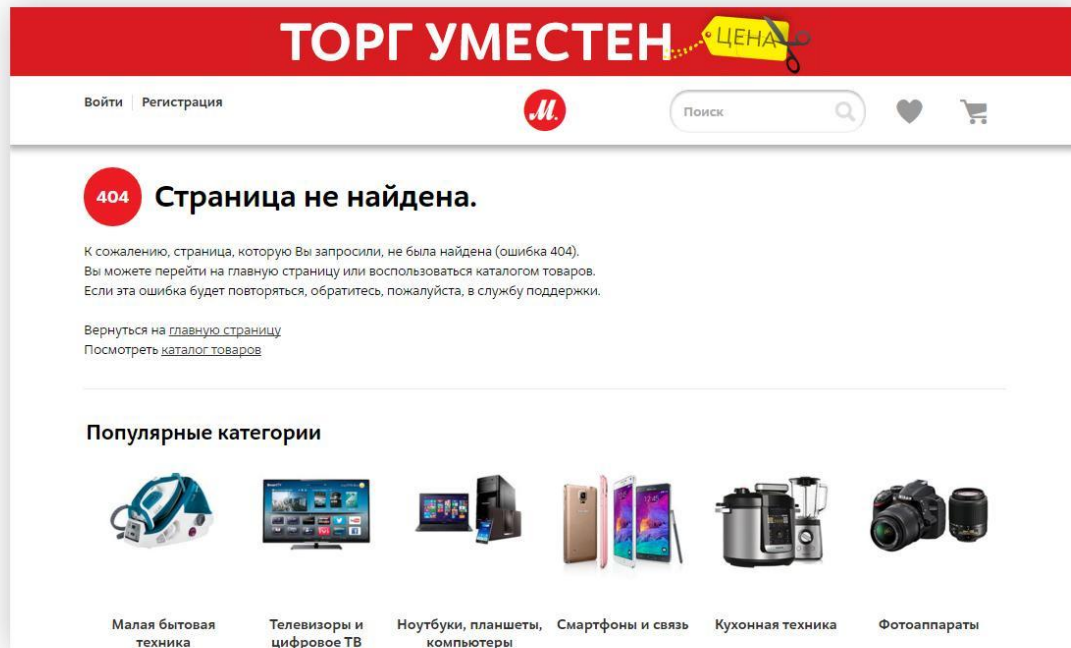 ТОРГ УМЕСТЕН ЦЕНА
Войти Регистрация
М.
Поиск
404 Страница не найдена.
К сожалению, страница, которую Вы запросили, не была найдена (ошибка 404).
Вы можете перейти на главную страницу или воспользоваться каталогом товаров.
Если эта ошибка будет повторяться, обратитесь, пожалуйста, в службу поддержки.
Вернуться на главную страницу
Посмотреть каталог товаров
Популярные категории
Малая бытовая
техника
Телевизоры и
цифровое ТВ
Ноутбуки, планшеты,
компьютеры
Смартфоны и связь
Кухонная техника
Фотоаппараты